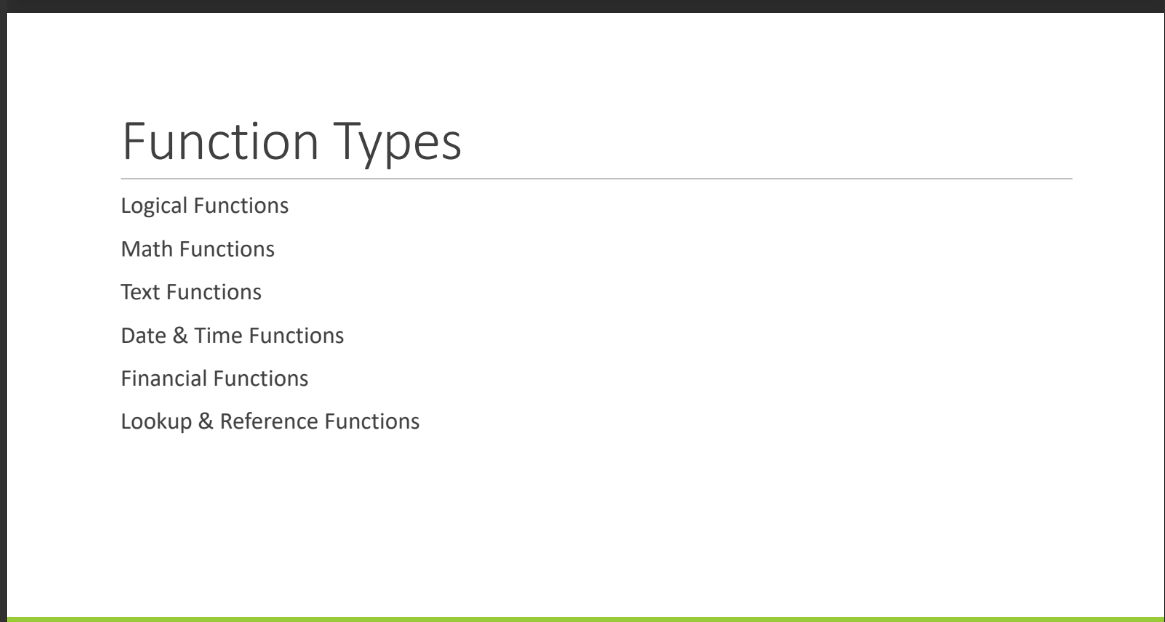 Function Types
Logical Functions
Math Functions
Text Functions
Date & Time Functions
Financial Functions
Lookup & Reference Functions